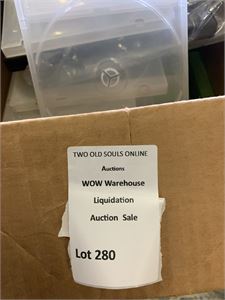 TWO OLD SOULS ONLINE
Auctions
WOW Warehouse
Liquidation
Auction Sale
Lot 280